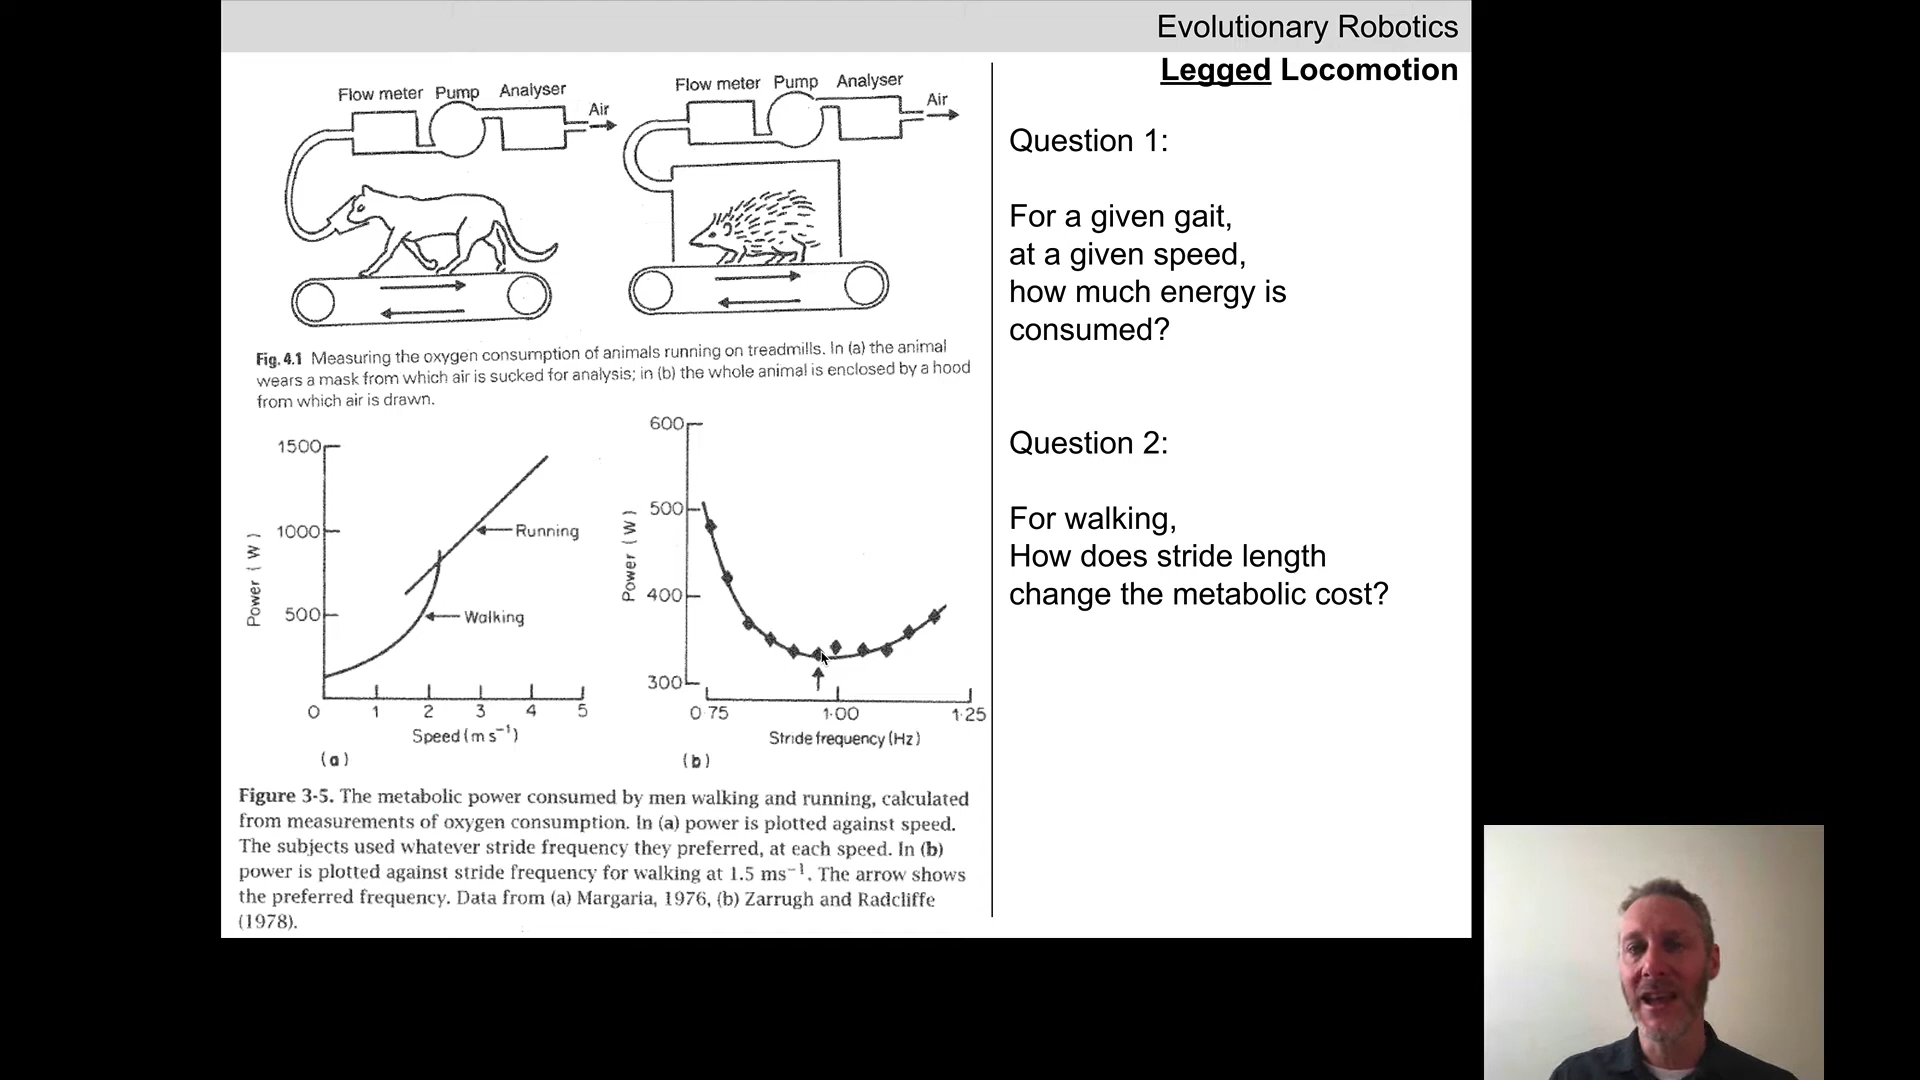 Evolutionary Robotics
Legged Locomotion
Flow meter Pump Analyser
Air
Flow meter Pump Analyser
Air
Fig. 4.1 Measuring the oxygen consumption of animals running on treadmills. In (a) the animal
wears a mask from which air is sucked for analysis; in (b) the whole animal is enclosed by a hood
from which air is drawn.
1500
1000
500
Power (W)
Running
Walking
0 1 2 3 4 5
Speed (m s⁻¹)
(a)
600
500
400
300
Power (W)
0·75 1·00 1·25
Stride frequency (Hz)
(b)
Figure 3-5. The metabolic power consumed by men walking and running, calculated
from measurements of oxygen consumption. In (a) power is plotted against speed.
The subjects used whatever stride frequency they preferred, at each speed. In (b)
power is plotted against stride frequency for walking at 1.5 ms⁻¹. The arrow shows
the preferred frequency. Data from (a) Margaria, 1976, (b) Zarrugh and Radcliffe
(1978).
Question 1:
For a given gait,
at a given speed,
how much energy is
consumed?
Question 2:
For walking,
How does stride length
change the metabolic cost?